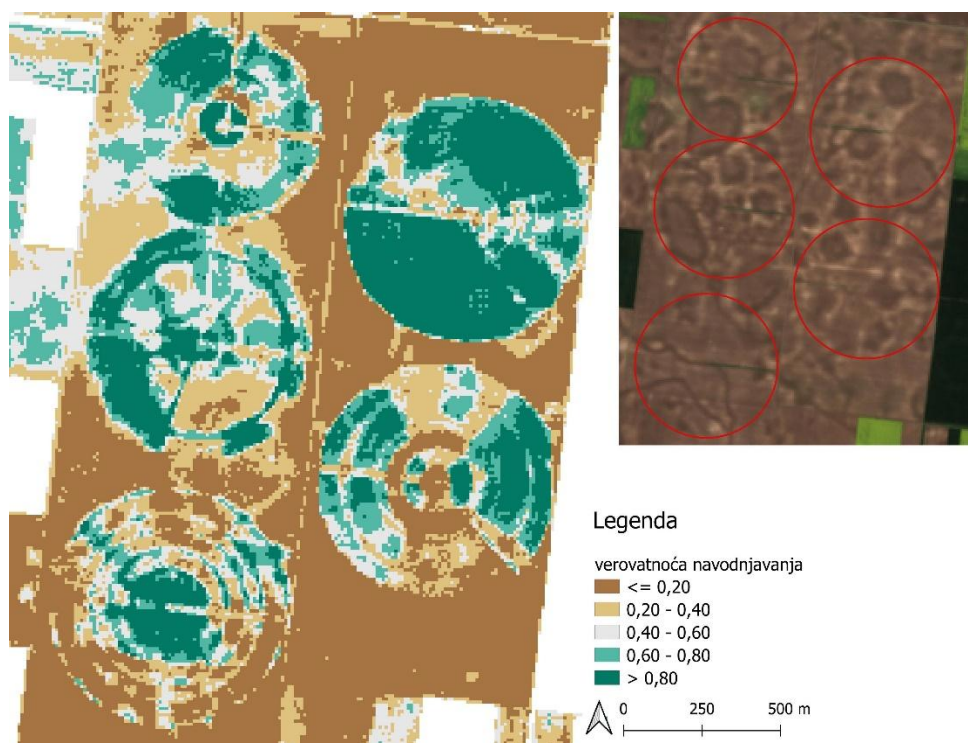 Legenda
verovatnoća navodnjavanja
<= 0,20
0,20 - 0,40
0,40 - 0,60
0,60 - 0,80
> 0,80
0 250 500 m